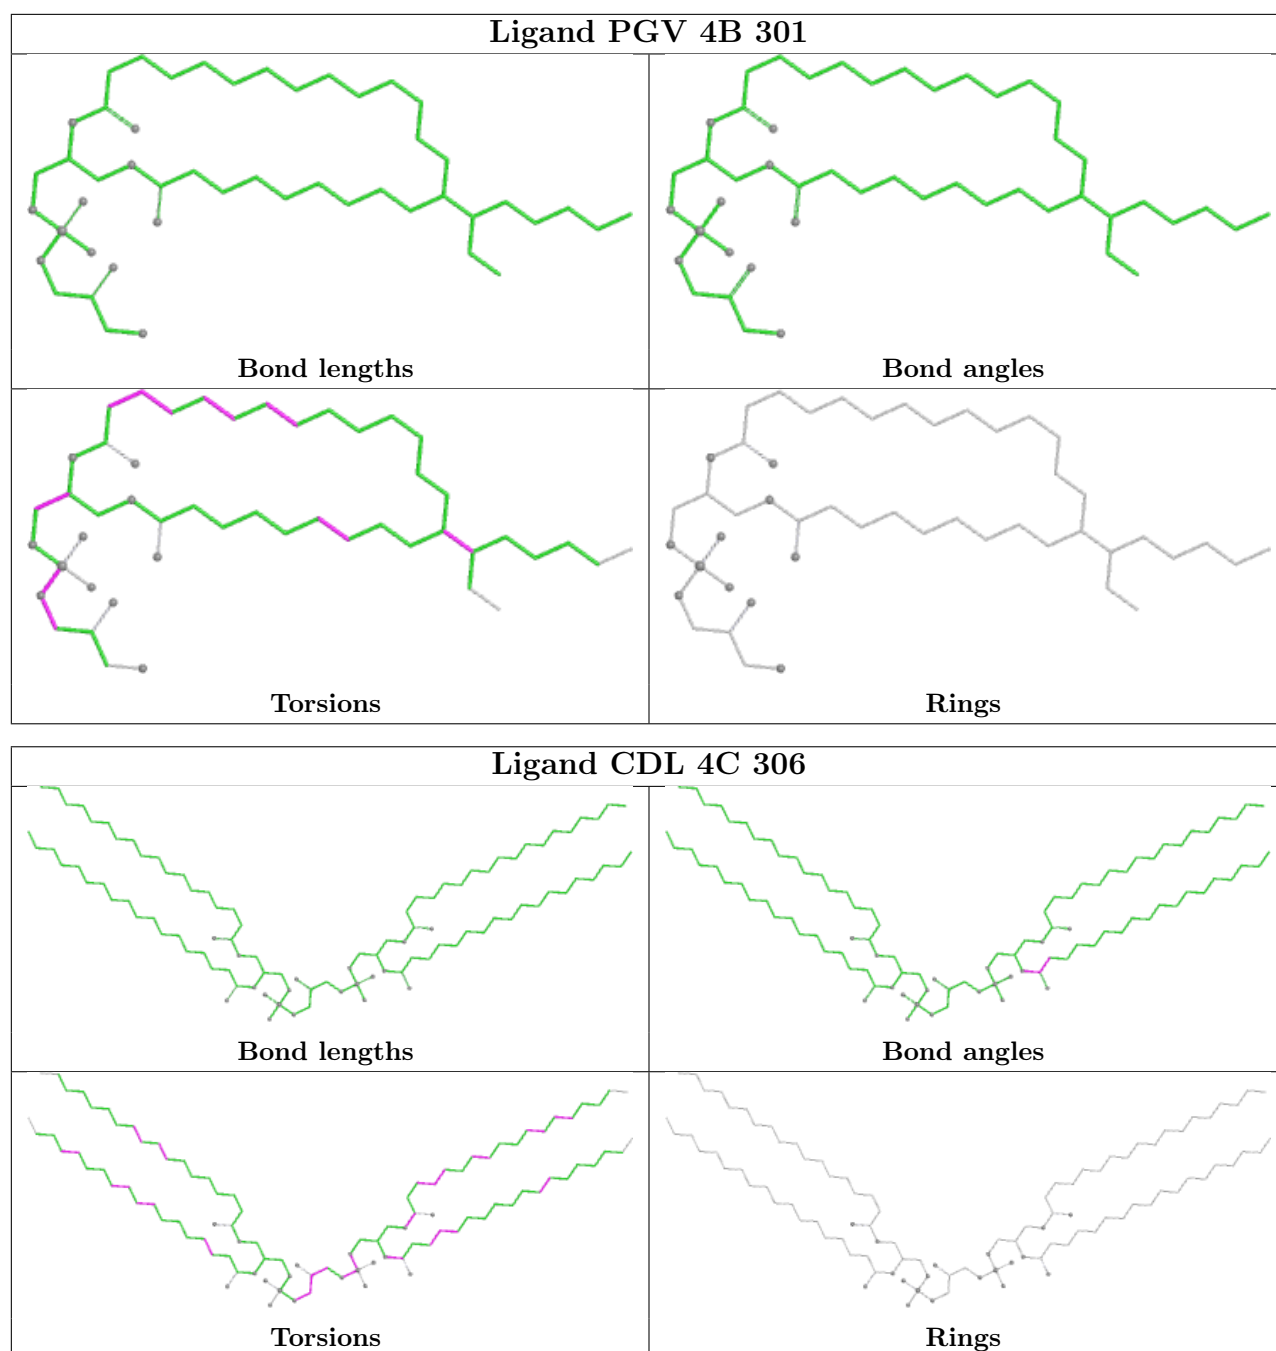 Ligand PGV 4B 301
Bond lengths
Bond angles
Torsions
Rings
Ligand CDL 4C 306
Bond lengths
Bond angles
Torsions
Rings